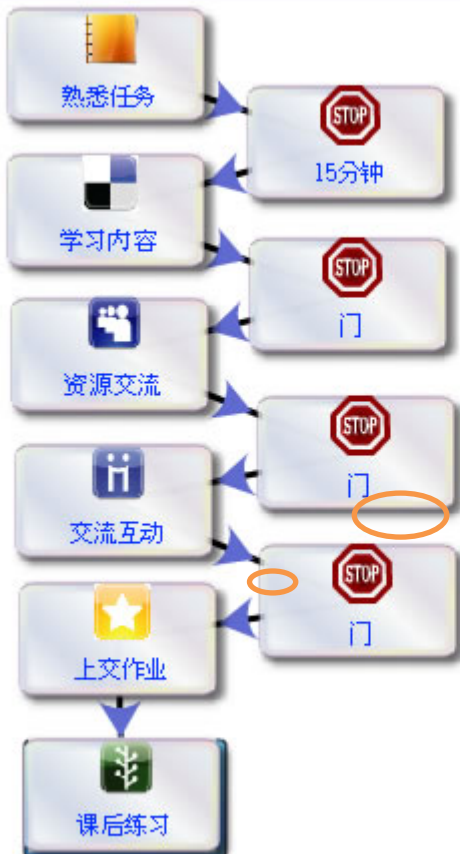 熟悉任务
STOP
15分钟
学习内容
STOP
门
资源交流
STOP
门
交流互动
STOP
门
上交作业
课后练习